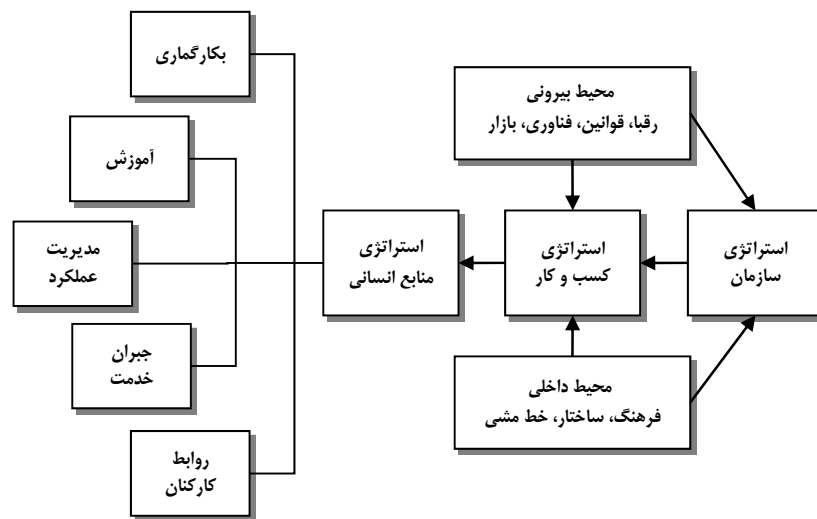 محیط بیرونی
رقبا، قوانین، فناوری، بازار
استراتژی
سازمان
استراتژی
کسب و کار
استراتژی
منابع انسانی
محیط داخلی
فرهنگ، ساختار، خط مشی
بکارگماری
آموزش
مدیریت
عملکرد
جبران
خدمت
روابط
کارکنان